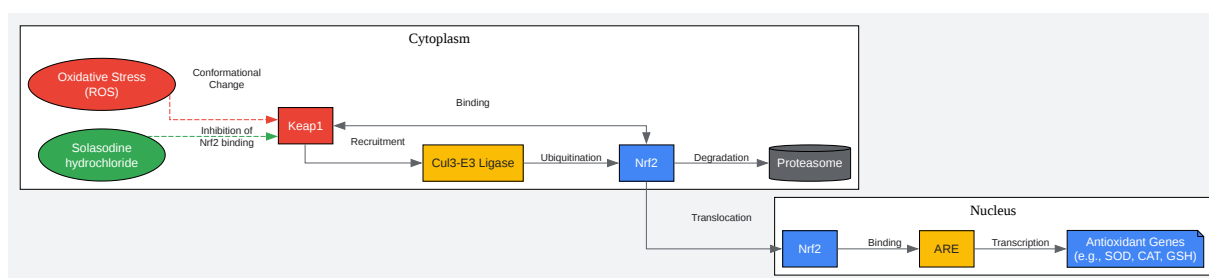 Cytoplasm
Oxidative Stress
(ROS)
Conformational
Change
Binding
Keap1
Solasodine
hydrochloride
Inhibition of
Nrf2 binding
Recruitment
Cul3-E3 Ligase
Ubiquitination
Nrf2
Degradation
Proteasome
Translocation
Nucleus
Nrf2
Binding
ARE
Transcription
Antioxidant Genes
(e.g., SOD, CAT, GSH)